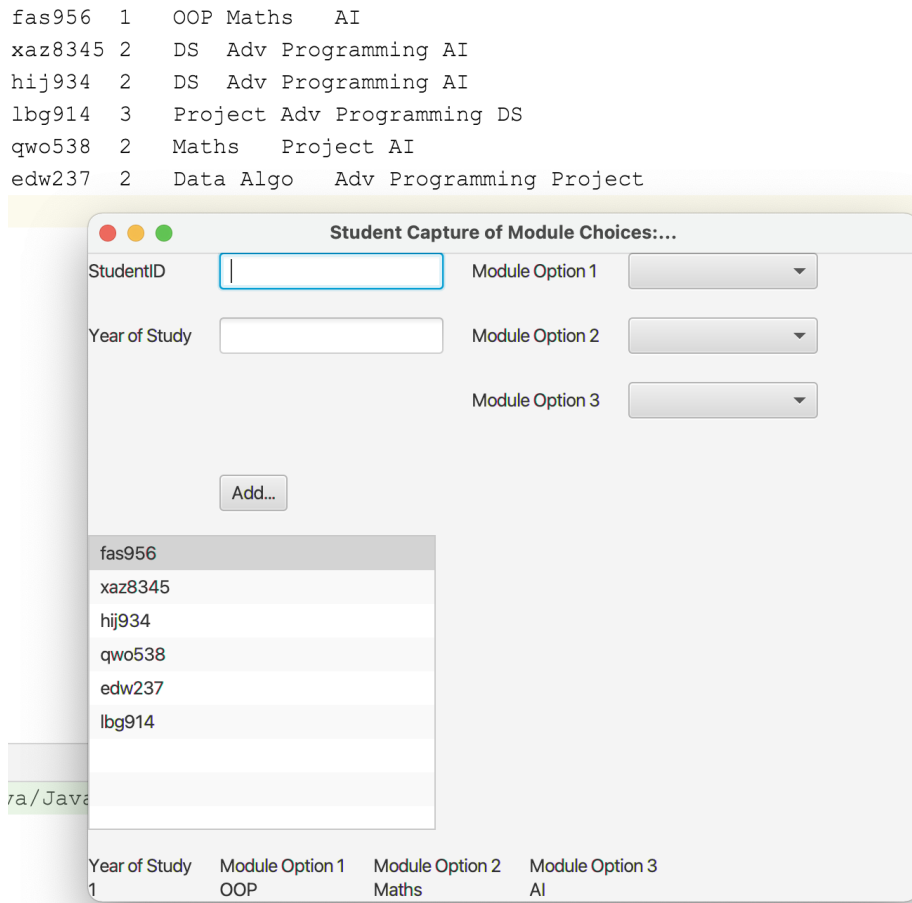 fas956 1 OOP Maths AI
xaz8345 2 DS Adv Programming AI
hij934 2 DS Adv Programming AI
lbg914 3 Project Adv Programming DS
qwo538 2 Maths Project AI
edw237 2 Data Algo Adv Programming Project
Student Capture of Module Choices:...
StudentID Module Option 1
Year of Study Module Option 2
Module Option 3
Add...
fas956
xaz8345
hij934
qwo538
edw237
lbg914
va/Java
Year of Study Module Option 1 Module Option 2 Module Option 3
1 OOP Maths AI